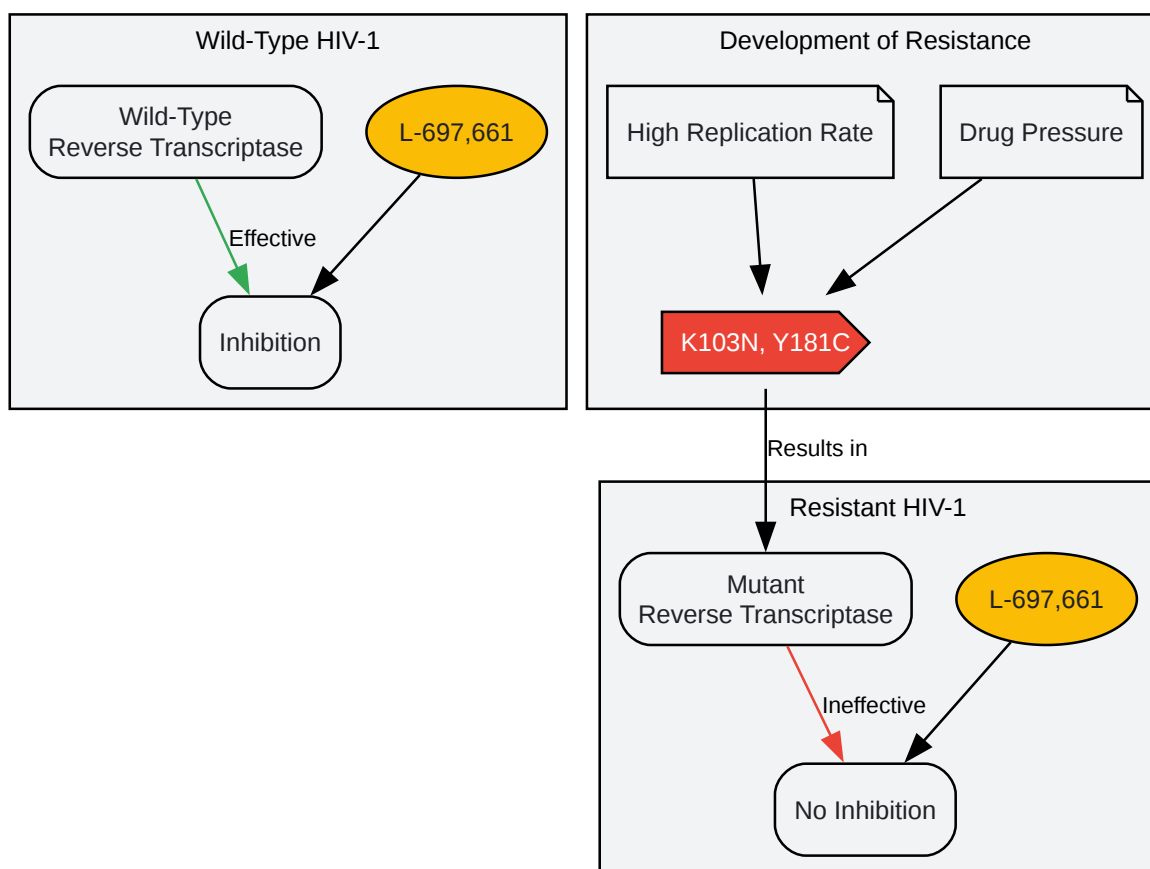 Wild-Type HIV-1
Wild-Type
Reverse Transcriptase
L-697,661
Effective
Inhibition
Development of Resistance
High Replication Rate
Drug Pressure
K103N, Y181C
Results in
Resistant HIV-1
Mutant
Reverse Transcriptase
L-697,661
Ineffective
No Inhibition